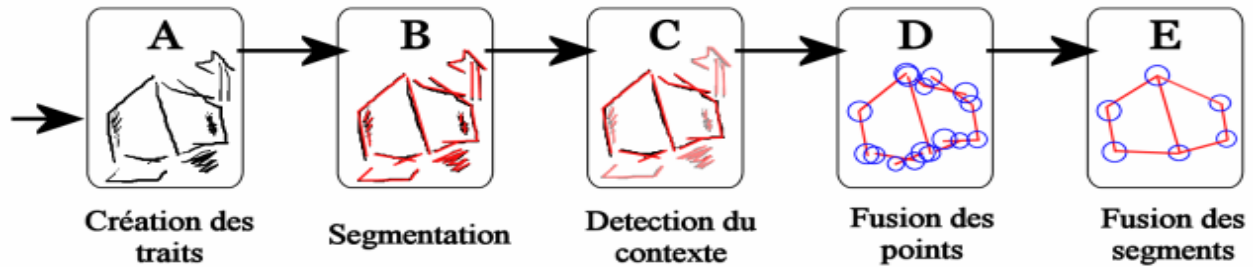 A
B
C
D
E
Création des
traits
Segmentation
Detection du
contexte
Fusion des
points
Fusion des
segments